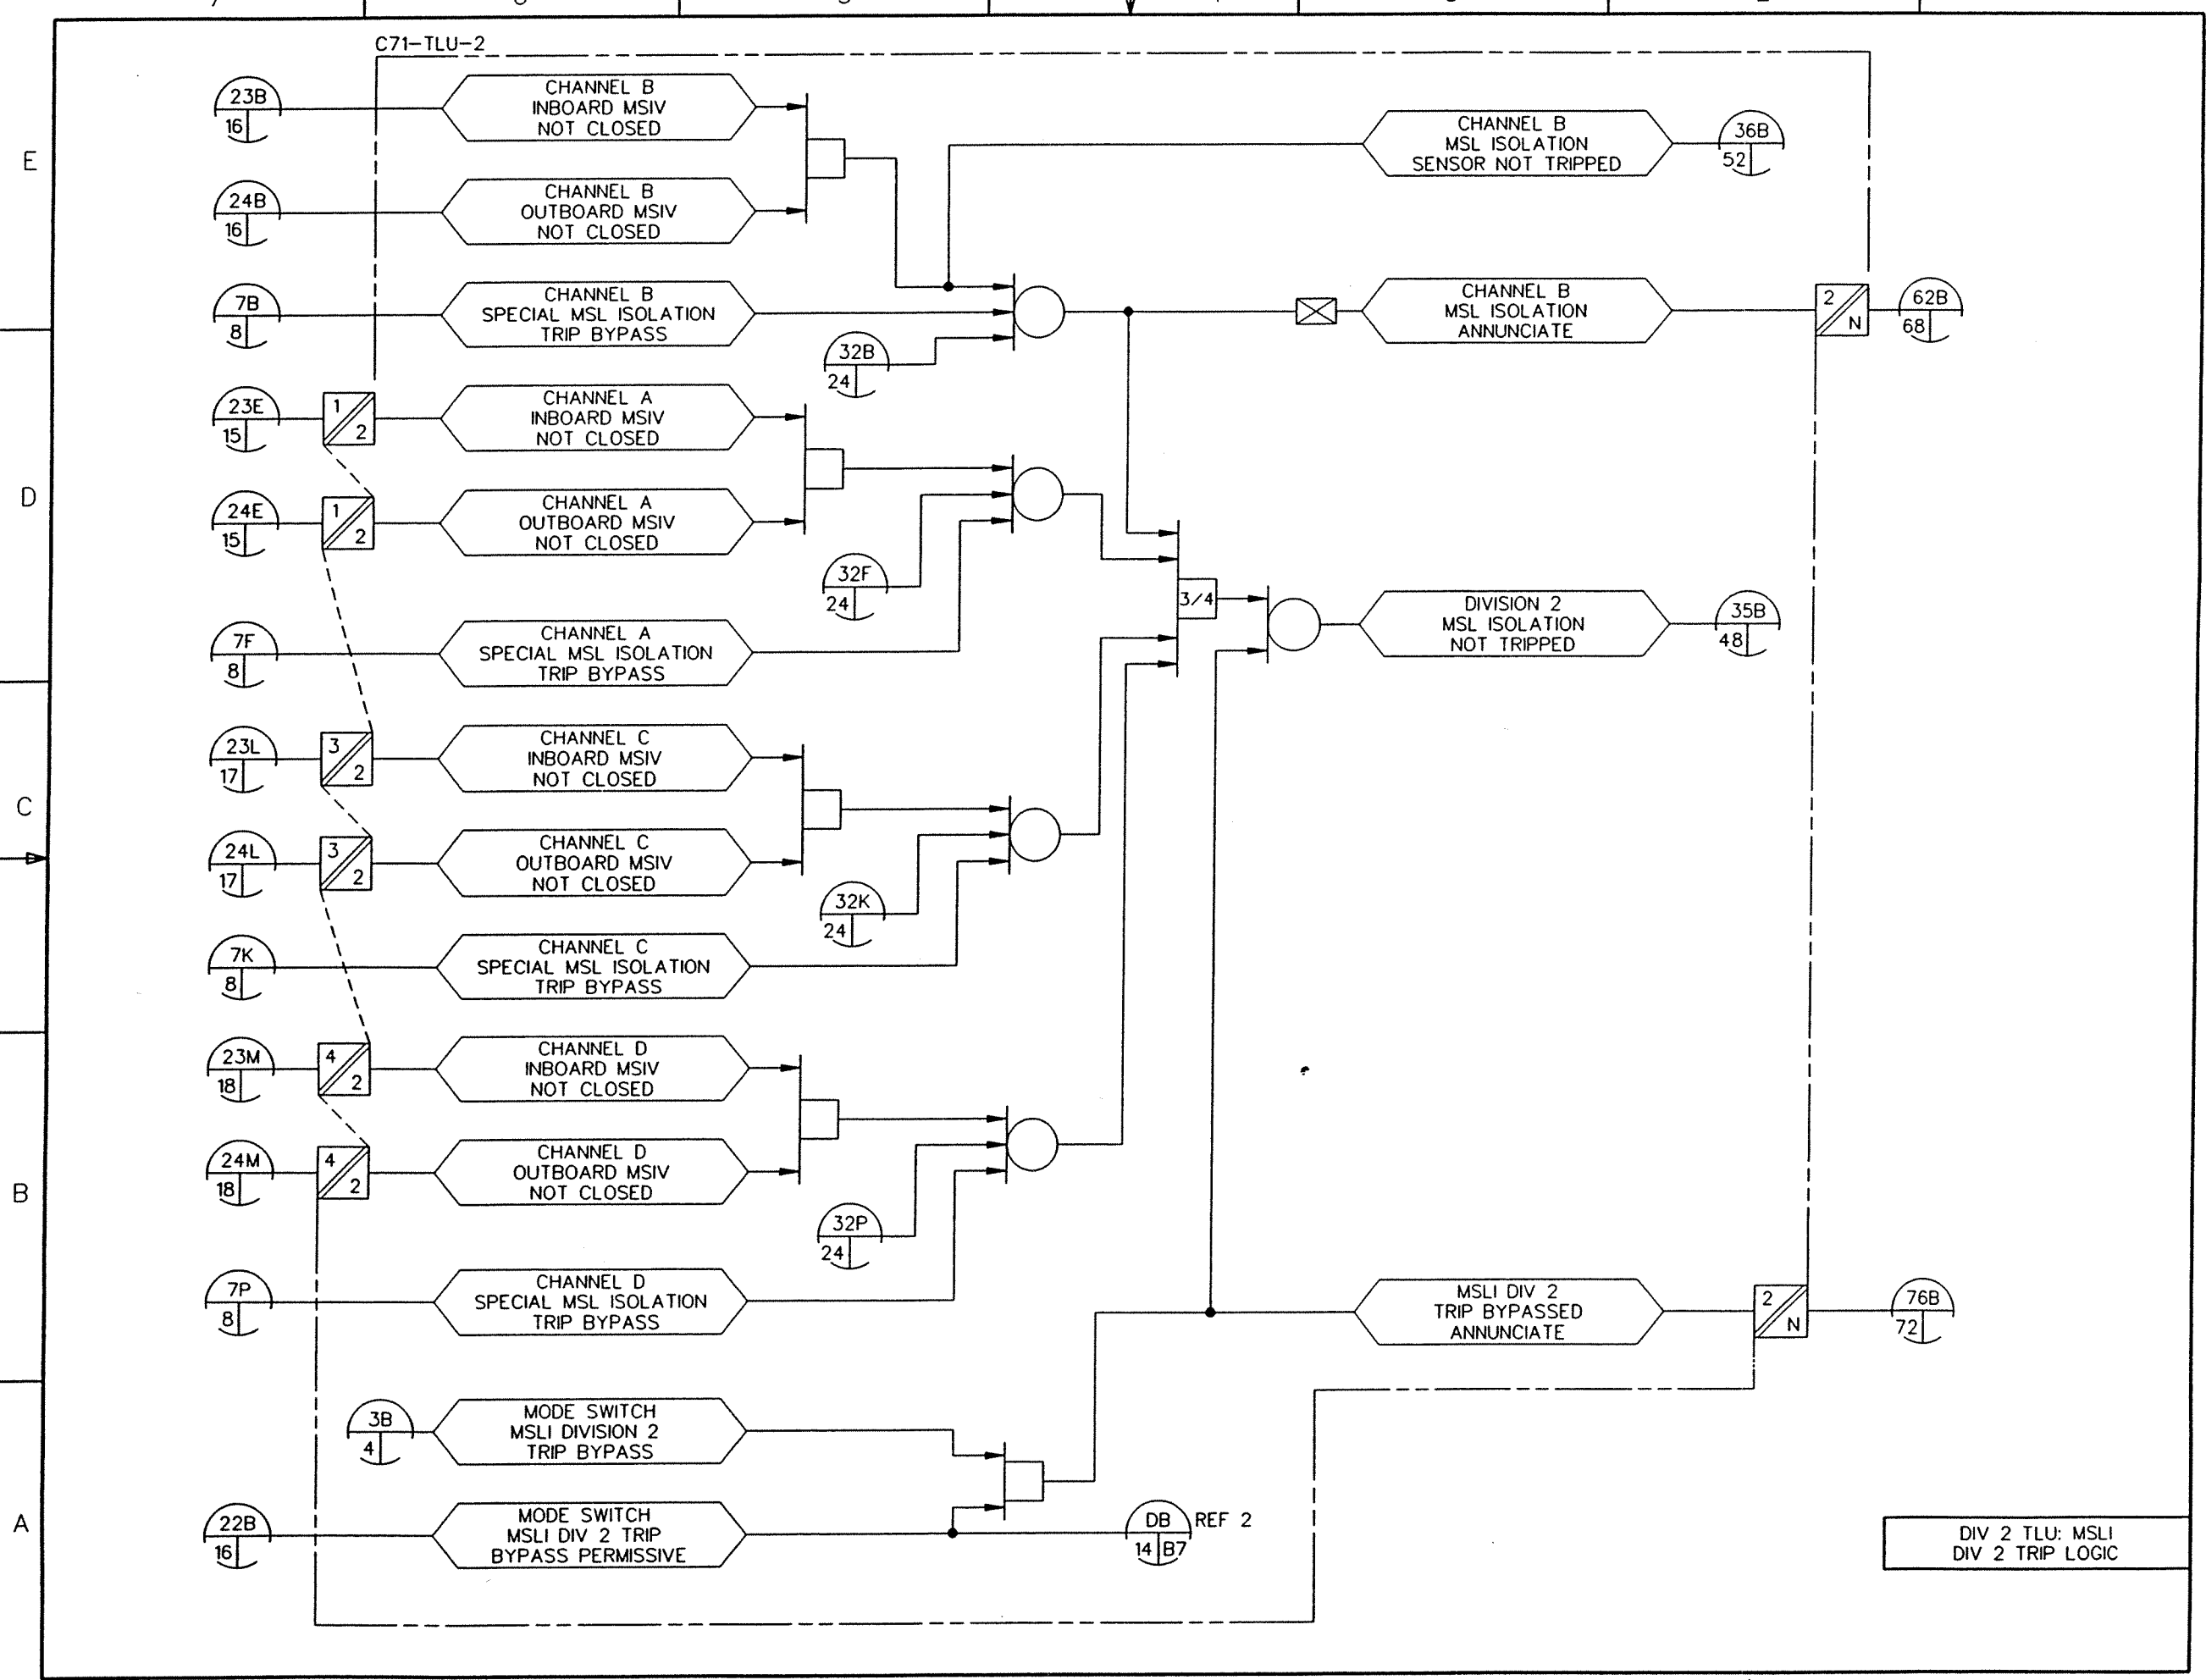 C71-TLU-2
23B
16
CHANNEL B
INBOARD MSIV
NOT CLOSED
CHANNEL B
MSL ISOLATION
SENSOR NOT TRIPPED
36B
52
E
24B
16
CHANNEL B
OUTBOARD MSIV
NOT CLOSED
7B
8
CHANNEL B
SPECIAL MSL ISOLATION
TRIP BYPASS
32B
24
CHANNEL B
MSL ISOLATION
ANNUNCIATE
2
N
62B
68
23E
15
1
2
CHANNEL A
INBOARD MSIV
NOT CLOSED
D
24E
15
1
2
CHANNEL A
OUTBOARD MSIV
NOT CLOSED
32F
24
3/4
DIVISION 2
MSL ISOLATION
NOT TRIPPED
35B
48
7F
8
CHANNEL A
SPECIAL MSL ISOLATION
TRIP BYPASS
23L
17
3
2
CHANNEL C
INBOARD MSIV
NOT CLOSED
C
24L
17
3
2
CHANNEL C
OUTBOARD MSIV
NOT CLOSED
32K
24
7K
8
CHANNEL C
SPECIAL MSL ISOLATION
TRIP BYPASS
23M
18
4
2
CHANNEL D
INBOARD MSIV
NOT CLOSED
B
24M
18
4
2
CHANNEL D
OUTBOARD MSIV
NOT CLOSED
32P
24
7P
8
CHANNEL D
SPECIAL MSL ISOLATION
TRIP BYPASS
MSLI DIV 2
TRIP BYPASSED
ANNUNCIATE
2
N
76B
72
3B
4
MODE SWITCH
MSLI DIVISION 2
TRIP BYPASS
A
22B
16
MODE SWITCH
MSLI DIV 2 TRIP
BYPASS PERMISSIVE
DB
14 B7
REF 2
DIV 2 TLU: MSLI
DIV 2 TRIP LOGIC